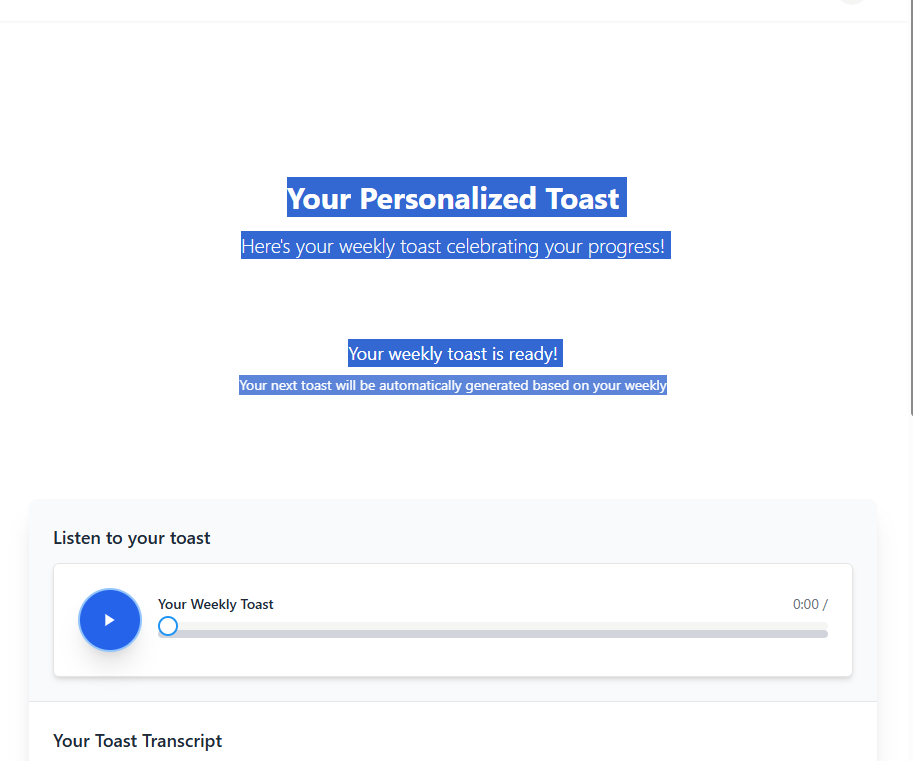 Your Personalized Toast
Here's your weekly toast celebrating your progress!
Your weekly toast is ready!
Your next toast will be automatically generated based on your weekly
Listen to your toast
Your Weekly Toast
0:00 /
Your Toast Transcript